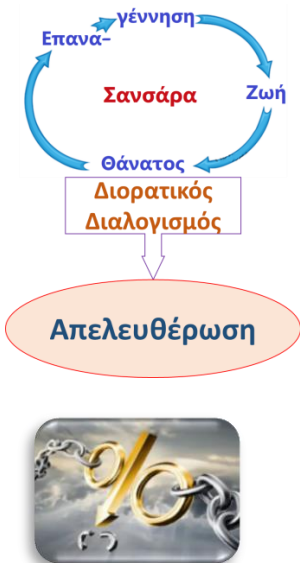 γέννηση
Επανα–
Σανσάρα
Ζωή
Θάνατος
Διορατικός
Διαλογισμός
Απελευθέρωση
%